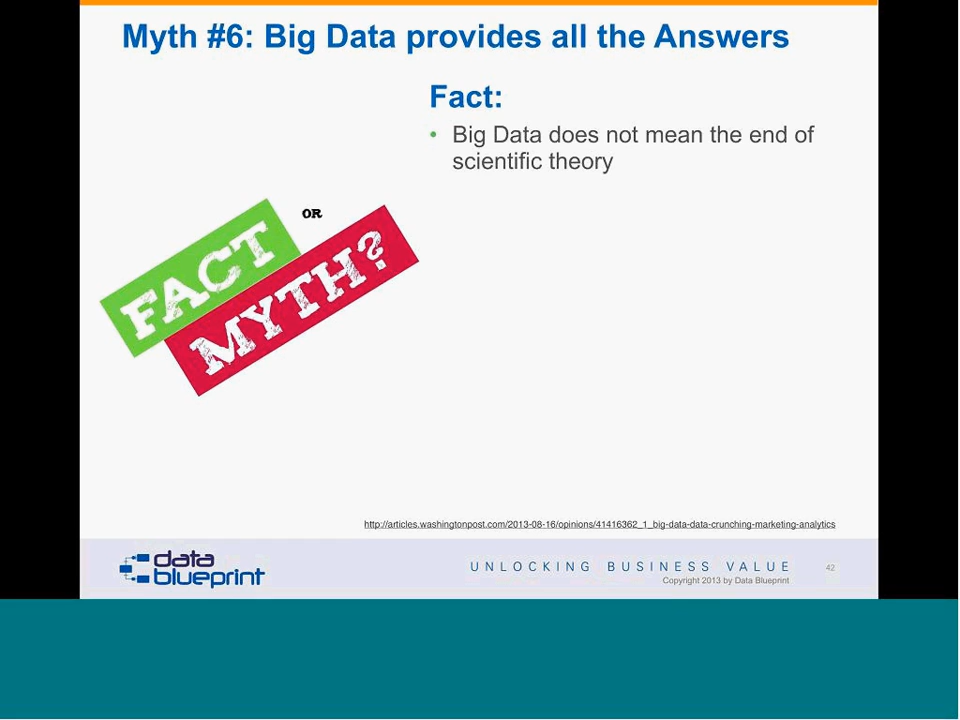 Myth #6: Big Data provides all the Answers
Fact:
• Big Data does not mean the end of
scientific theory
OR
FACT
MYTH?
http://articles.washingtonpost.com/2013-08-16/opinions/41416362_1_big-data-data-crunching-marketing-analytics
data
blueprint
UNLOCKING BUSINESS VALUE
42
Copyright 2013 by Data Blueprint